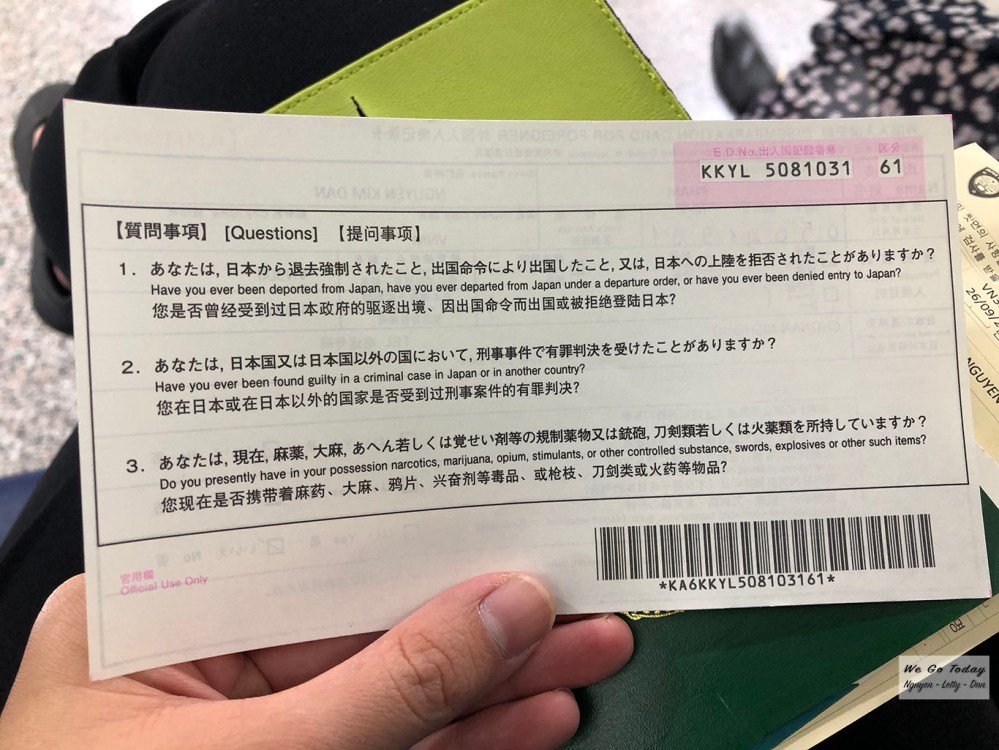 E D.No.出入国記録番号 区分
KKYL 5081031 61
【質問事項】 [Questions] 【提问事项】
1. あなたは, 日本から退去強制されたこと, 出国命令により出国したこと, 又は, 日本への上陸を拒否されたことがありますか?
Have you ever been deported from Japan, have you ever departed from Japan under a departure order, or have you ever been denied entry to Japan?
您是否曾经受到过日本政府的驱逐出境、因出国命令而出国或被拒绝登陆日本?
2. あなたは, 日本国又は日本国以外の国において, 刑事事件で有罪判決を受けたことがありますか?
Have you ever been found guilty in a criminal case in Japan or in another country?
您在日本或在日本以外的国家是否受到过刑事案件的有罪判决?
3. あなたは, 現在, 麻薬, 大麻, あへん若しくは覚せい剤等の規制薬物又は銃砲, 刀剣類若しくは火薬類を所持していますか?
Do you presently have in your possession narcotics, marijuana, opium, stimulants, or other controlled substance, swords, explosives or other such items?
您现在是否携带着麻药、大麻、鸦片、兴奋剂等毒品、或枪枝、刀剑类或火药等物品?
官用欄
Official Use Only
*KA6KKYL508103161*
26/09/
NGUYEN
We Go Today
Nguyen - Letty - Dan